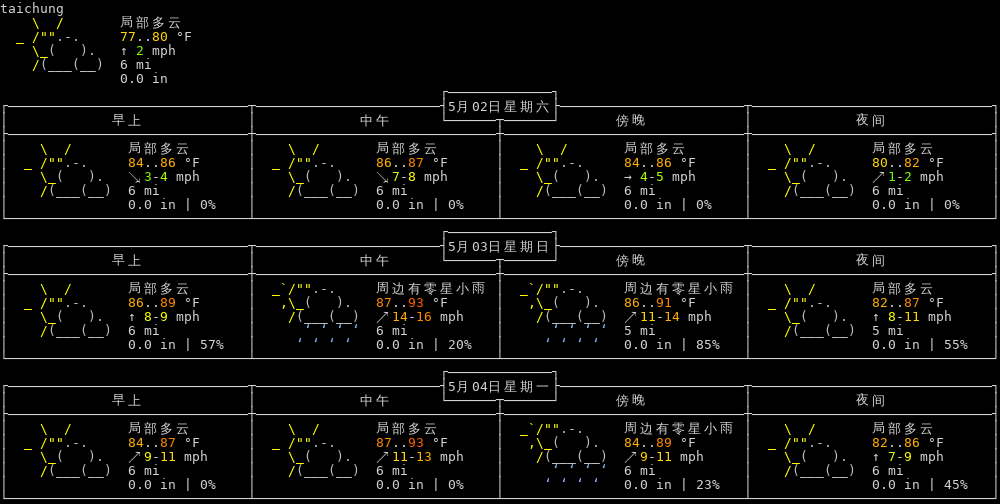 taichung
局部多云
77..80 °F
↑ 2 mph
6 mi
0.0 in
5月02日星期六
早上 中午 傍晚 夜间
局部多云 局部多云 局部多云 局部多云
84..86 °F 86..87 °F 84..86 °F 80..82 °F
↘ 3-4 mph ↘ 7-8 mph → 4-5 mph ↗ 1-2 mph
6 mi 6 mi 6 mi 6 mi
0.0 in | 0% 0.0 in | 0% 0.0 in | 0% 0.0 in | 0%
5月03日星期日
早上 中午 傍晚 夜间
局部多云 周边有零星小雨 周边有零星小雨 局部多云
86..89 °F 87..93 °F 86..91 °F 82..87 °F
↑ 8-9 mph ↗ 14-16 mph ↗ 11-14 mph ↑ 8-11 mph
6 mi 6 mi 5 mi 5 mi
0.0 in | 57% 0.0 in | 20% 0.0 in | 85% 0.0 in | 55%
5月04日星期一
早上 中午 傍晚 夜间
局部多云 局部多云 周边有零星小雨 局部多云
84..87 °F 87..93 °F 84..89 °F 82..86 °F
↗ 9-11 mph ↗ 11-13 mph ↗ 9-11 mph ↑ 7-9 mph
6 mi 6 mi 6 mi 6 mi
0.0 in | 0% 0.0 in | 0% 0.0 in | 23% 0.0 in | 45%